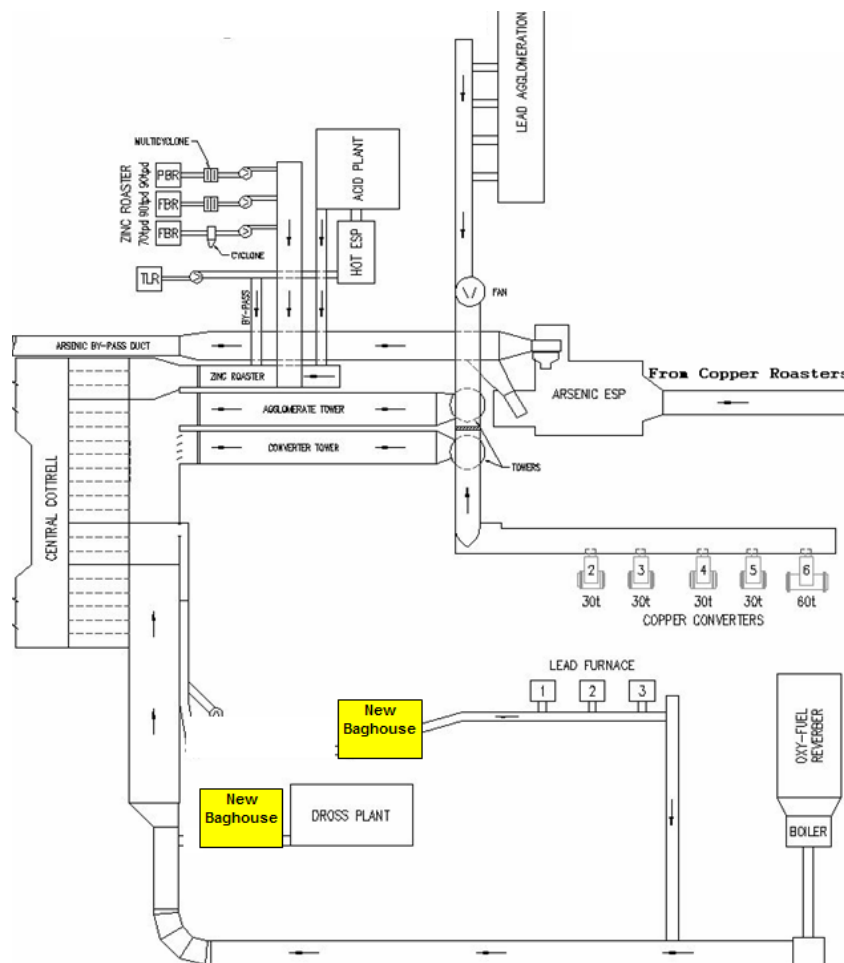 LEAD AGGLOMERATION
MULTICYCLONE
ZINC ROASTER
70tpd 90tpd 90tpd
PBR
FBR
FBR
CYCLONE
TLR
ACID PLANT
HOT ESP
BY-PASS
FAN
ARSENIC BY-PASS DUCT
ZINC ROASTER
AGGLOMERATE TOWER
CONVERTER TOWER
TOWERS
From Copper Roasters
ARSENIC ESP
CENTRAL COTTRELL
2 3 4 5 6
30t 30t 30t 30t 60t
COPPER CONVERTERS
LEAD FURNACE
1 2 3
New
Baghouse
OXY-FUEL
REVERBER
BOILER
New
Baghouse
DROSS PLANT